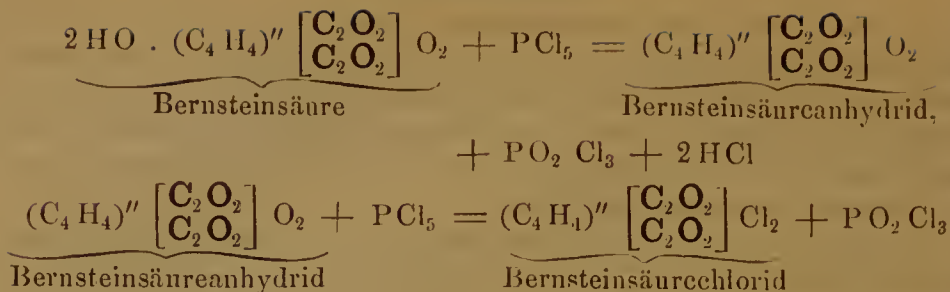 2 HO . (C₄ H₄)″ [C₂ O₂ C₂ O₂] O₂ + PCl₅ = (C₄ H₄)″ [C₂ O₂ C₂ O₂] O₂
Bernsteinsäure Bernsteinsäureanhydrid,
+ PO₂ Cl₃ + 2 HCl
(C₄ H₄)″ [C₂ O₂ C₂ O₂] O₂ + PCl₅ = (C₄ H₄)″ [C₂ O₂ C₂ O₂] Cl₂ + PO₂ Cl₃
Bernsteinsäureanhydrid Bernsteinsäurechlorid